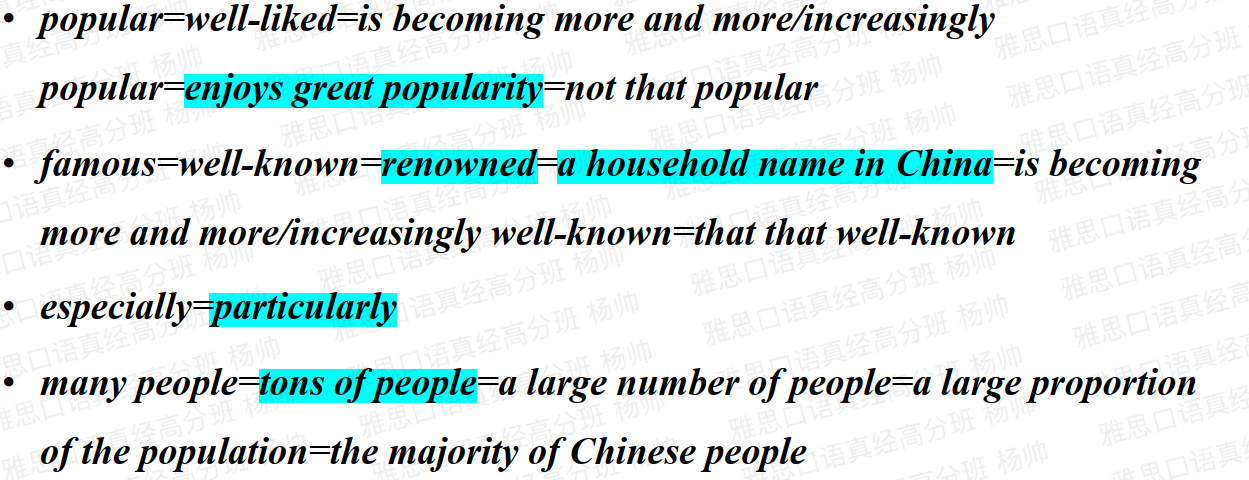 • popular=well-liked=is becoming more and more/increasingly
popular=enjoys great popularity=not that popular
• famous=well-known=renowned=a household name in China=is becoming
more and more/increasingly well-known=that that well-known
• especially=particularly
• many people=tons of people=a large number of people=a large proportion
of the population=the majority of Chinese people
雅思口语真经高分班 杨帅